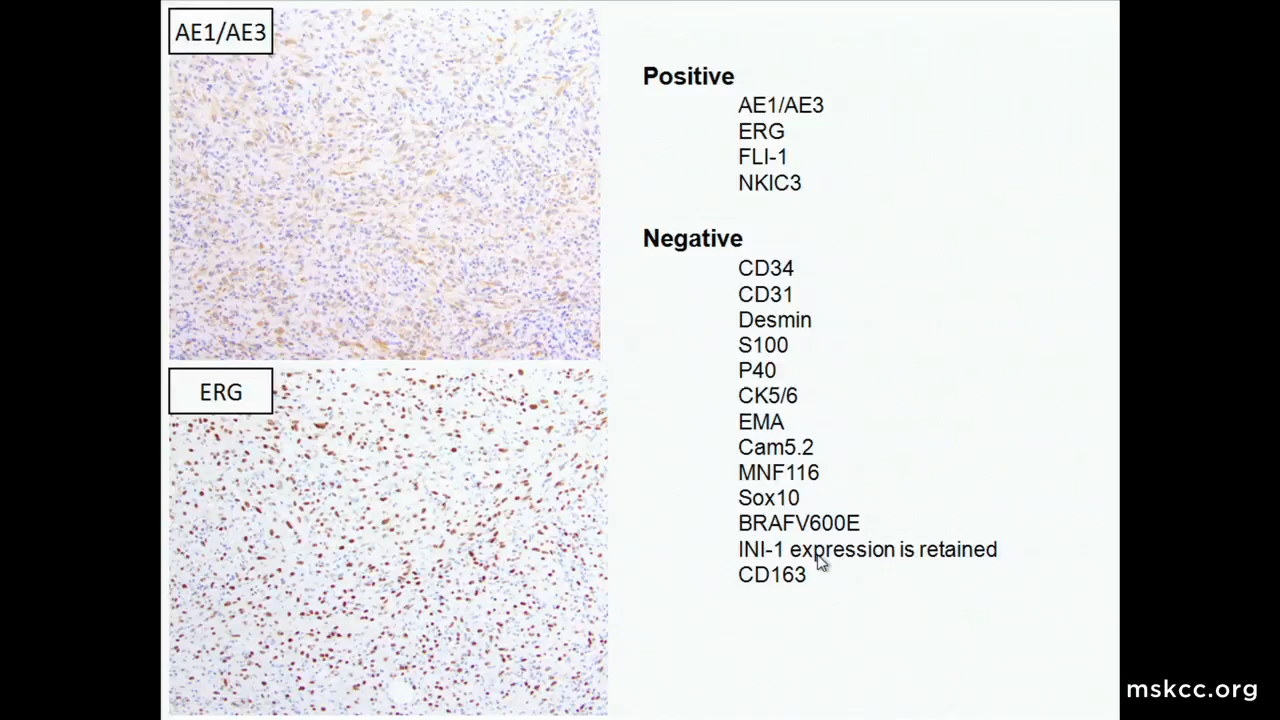 AE1/AE3
ERG
Positive
AE1/AE3
ERG
FLI-1
NKIC3
Negative
CD34
CD31
Desmin
S100
P40
CK5/6
EMA
Cam5.2
MNF116
Sox10
BRAFV600E
INI-1 expression is retained
CD163
mskcc.org